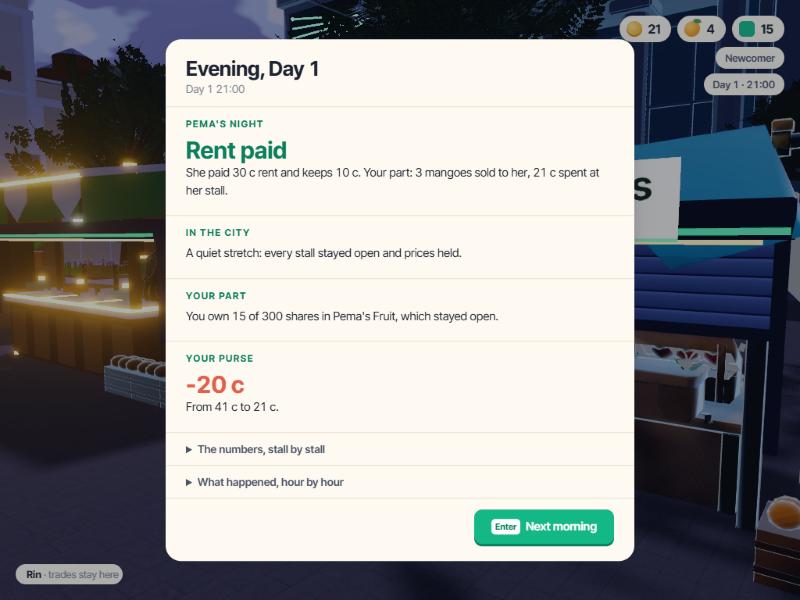 21
4
15
Newcomer
Day 1 · 21:00
Evening, Day 1
Day 1 21:00
PEMA'S NIGHT
Rent paid
She paid 30 c rent and keeps 10 c. Your part: 3 mangoes sold to her, 21 c spent at
her stall.
IN THE CITY
A quiet stretch: every stall stayed open and prices held.
YOUR PART
You own 15 of 300 shares in Pema's Fruit, which stayed open.
YOUR PURSE
-20 c
From 41 c to 21 c.
The numbers, stall by stall
What happened, hour by hour
Enter Next morning
S
Rin · trades stay here